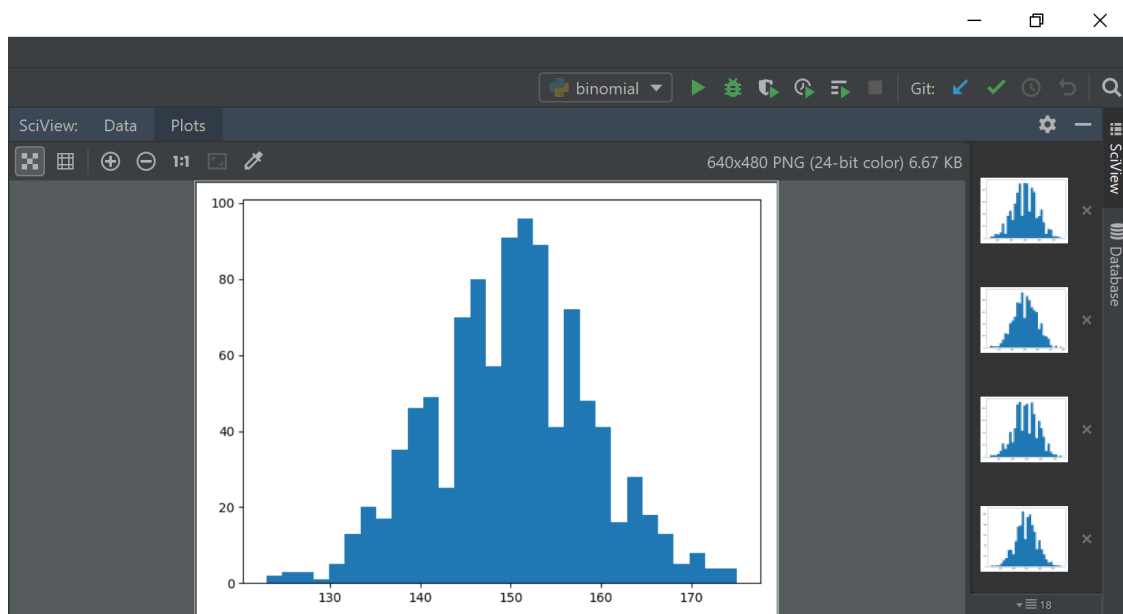 binomial
Git:
SciView: Data Plots
1:1
640x480 PNG (24-bit color) 6.67 KB
SciView
Database
100
80
60
40
20
0
130 140 150 160 170
18